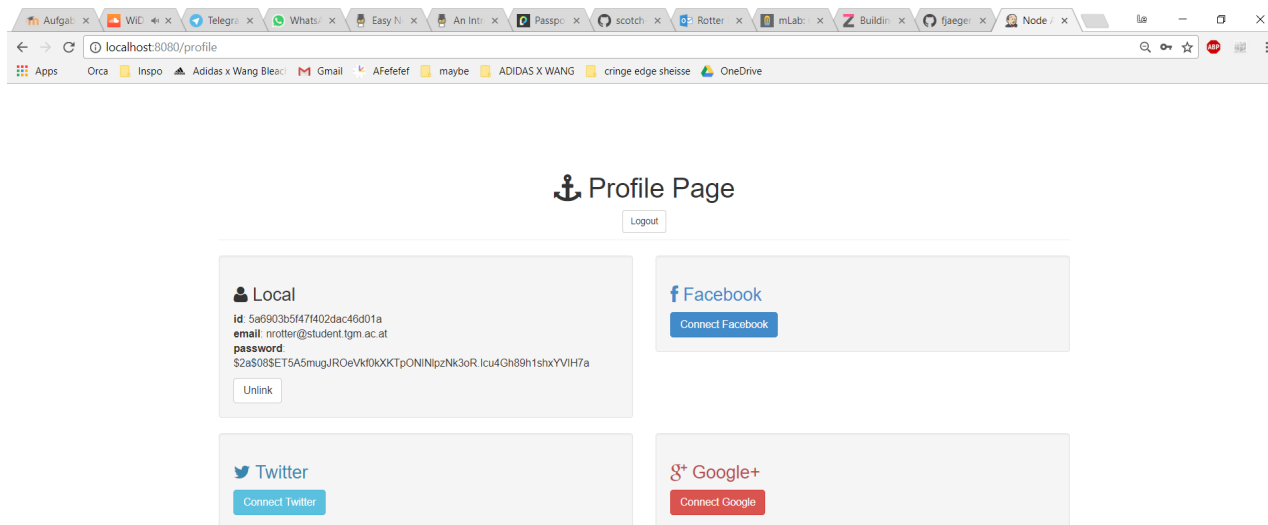 Aufgab WiD Telegra WhatsA Easy N An Intr Passpo scotch Rotter mLab: Buildin fjaeger Node / Le
localhost:8080/profile ABP
Apps Orca Inspo Adidas x Wang Bleac Gmail AFefefef maybe ADIDAS X WANG cringe edge sheisse OneDrive
Profile Page
Logout
Local
id: 5a6903b5f47f402dac46d01a
email: nrotter@student.tgm.ac.at
password:
$2a$08$ET5A5mugJROeVkf0kXKTpONINlpzNk3oR.Icu4Gh89h1shxYVIH7a
Unlink
Facebook
Connect Facebook
Twitter
Connect Twitter
Google+
Connect Google